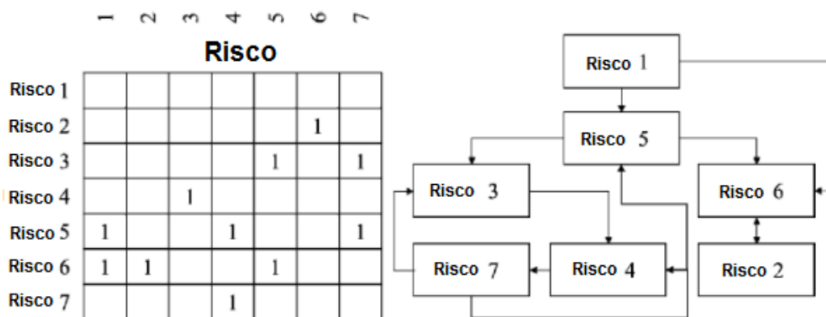 1 2 3 4 5 6 7
Risco
Risco 1
Risco 2 1
Risco 3 1 1
Risco 4 1
Risco 5 1 1 1
Risco 6 1 1 1
Risco 7 1
Risco 1
Risco 5
Risco 3
Risco 6
Risco 7
Risco 4
Risco 2